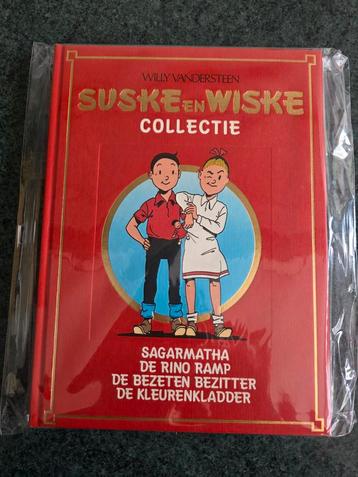 WILLY VANDERSTEEN
SUSKE EN WISKE
COLLECTIE
SAGARMATHA
DE RINO RAMP
DE BEZETEN BEZITTER
DE KLEURENKLADDER